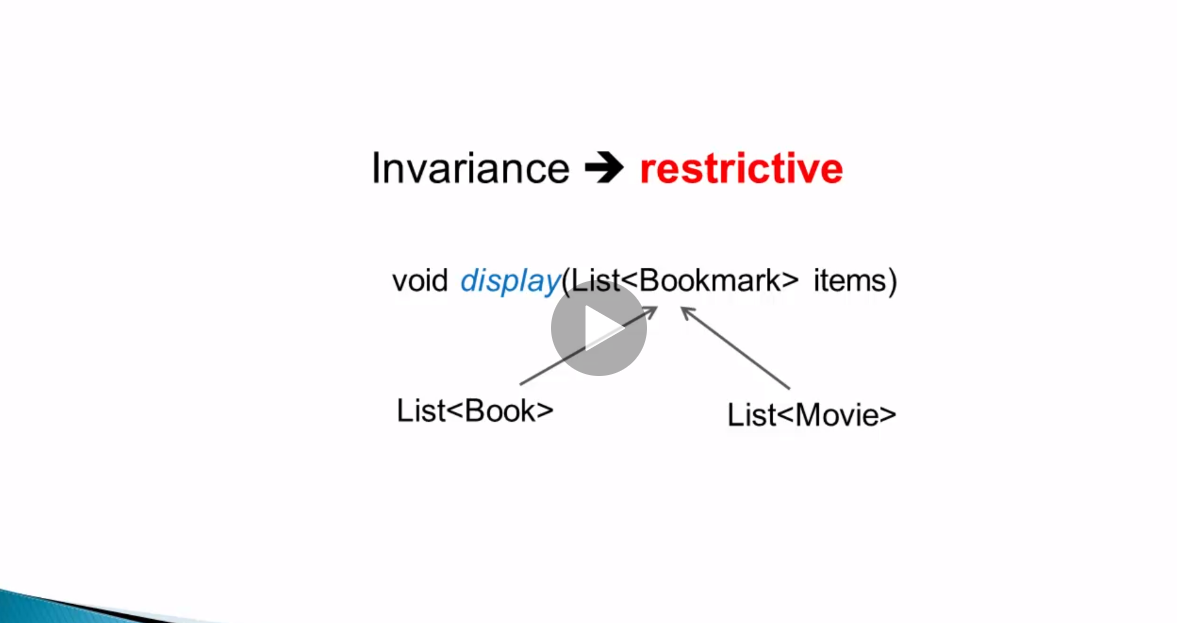 Invariance ➔ restrictive
void display(List<Bookmark> items)
List<Book>
List<Movie>